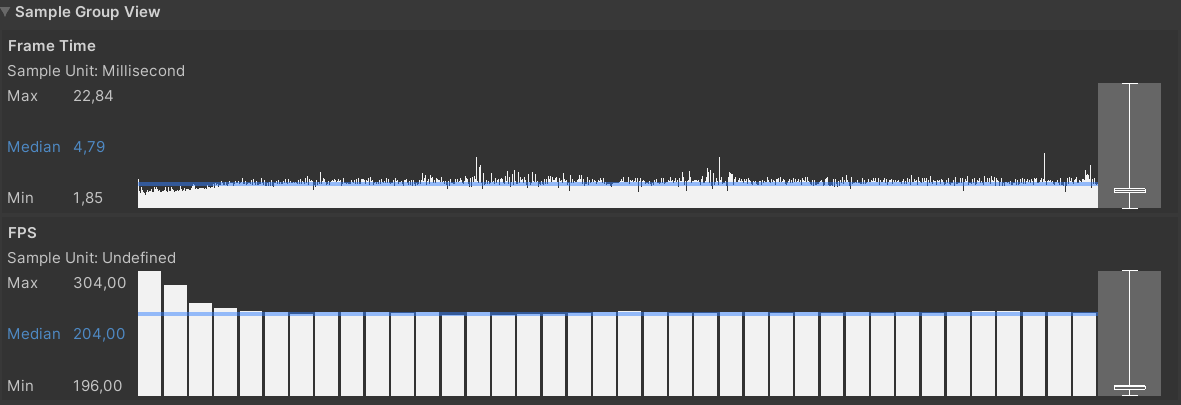 Sample Group View
Frame Time
Sample Unit: Millisecond
Max 22,84
Median 4,79
Min 1,85
FPS
Sample Unit: Undefined
Max 304,00
Median 204,00
Min 196,00